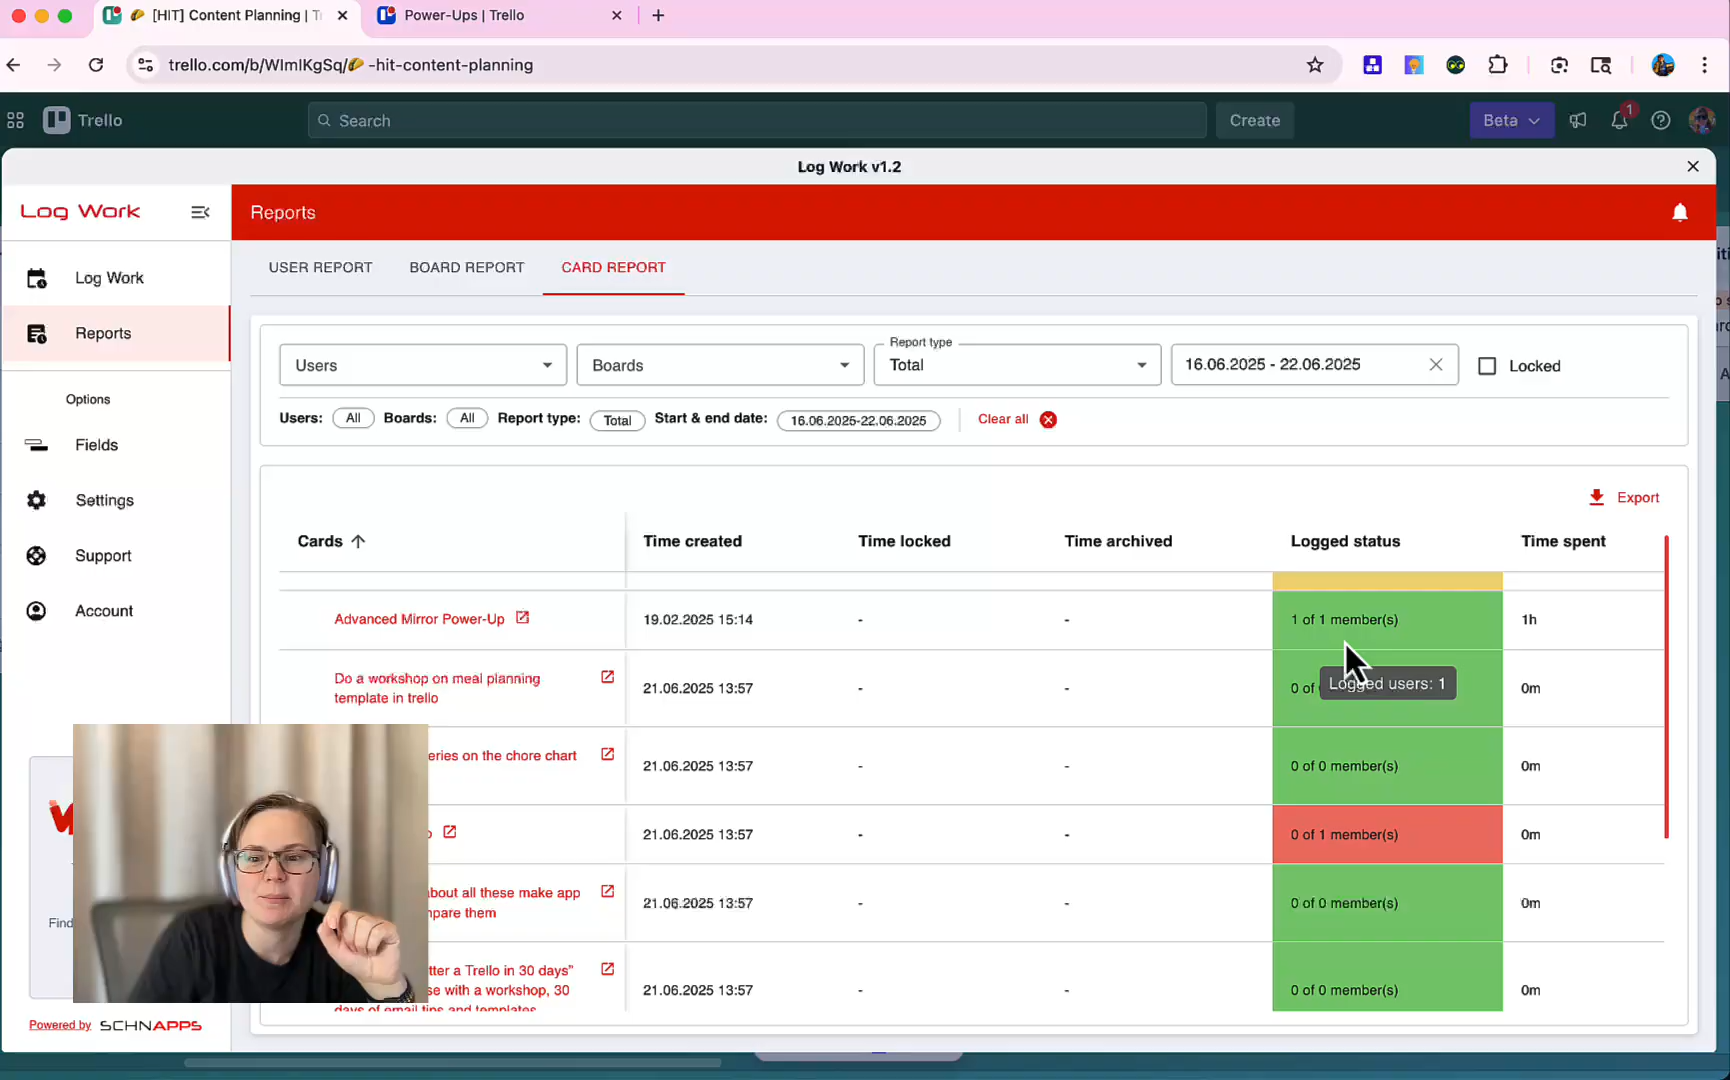 [HIT] Content Planning | T
Power-Ups | Trello
trello.com/b/WImIKgSq/🌮-hit-content-planning
Trello
Search
Create
Beta
1
Log Work v1.2
Log Work
Reports
Log Work
Reports
Options
Fields
Settings
Support
Account
Find
Powered by SCHNAPPS
USER REPORT
BOARD REPORT
CARD REPORT
Users
Boards
Report type
Total
16.06.2025 - 22.06.2025
Locked
Users: All Boards: All Report type: Total Start & end date: 16.06.2025-22.06.2025 Clear all
Export
Cards Time created Time locked Time archived Logged status Time spent
Advanced Mirror Power-Up 19.02.2025 15:14 - - 1 of 1 member(s) 1h
Do a workshop on meal planning
template in trello
21.06.2025 13:57 - - 0 of 0m
Logged users: 1
eries on the chore chart
21.06.2025 13:57 - - 0 of 0 member(s) 0m
21.06.2025 13:57 - - 0 of 1 member(s) 0m
about all these make app
npare them
21.06.2025 13:57 - - 0 of 0 member(s) 0m
tter a Trello in 30 days"
se with a workshop, 30
days of email tips and templates
21.06.2025 13:57 - - 0 of 0 member(s) 0m